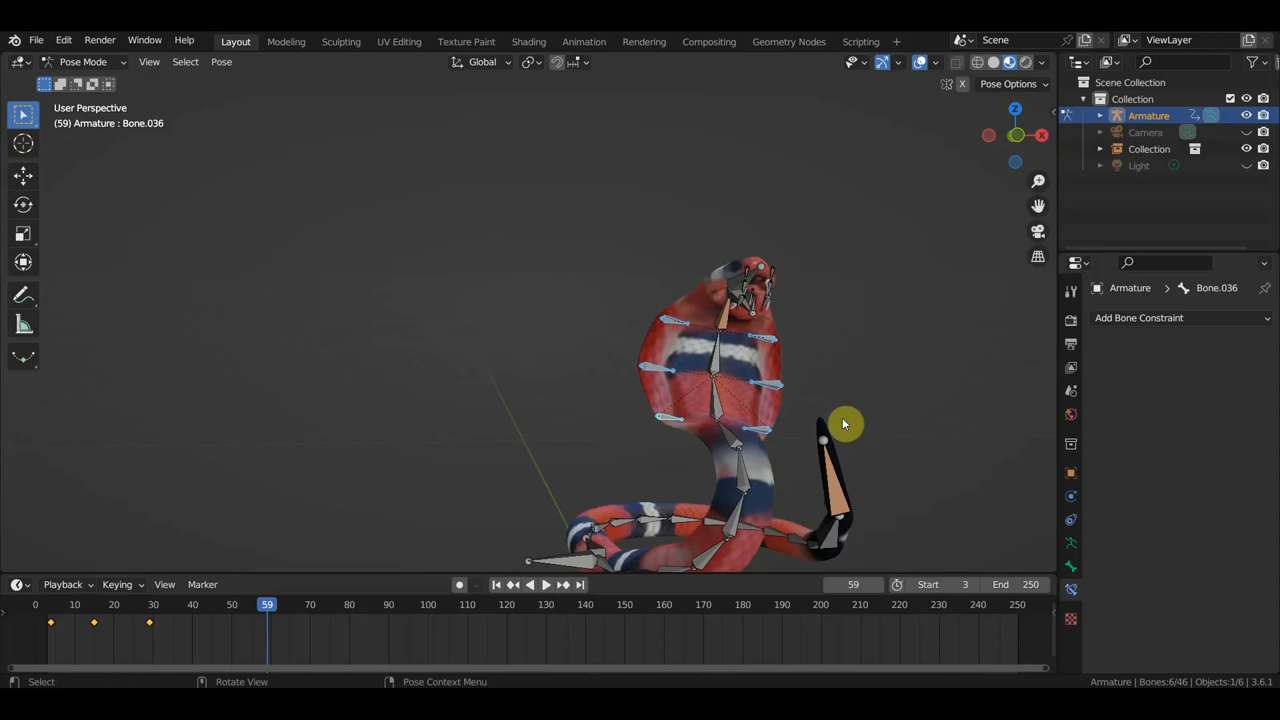 File Edit Render Window Help Layout Modeling Sculpting UV Editing Texture Paint Shading Animation Rendering Compositing Geometry Nodes Scripting + Scene ViewLayer
Pose Mode View Select Pose Global
X Pose Options
Scene Collection
Collection
Armature
Camera
Collection
Light
User Perspective
(59) Armature : Bone.036
Z
X
Armature Bone.036
Add Bone Constraint
Playback Keying View Marker 59 Start 3 End 250
0 10 20 30 40 50 59 70 80 90 100 110 120 130 140 150 160 170 180 190 200 210 220 230 240 250
Select Rotate View Pose Context Menu Armature | Bones:6/46 | Objects:1/6 | 3.6.1